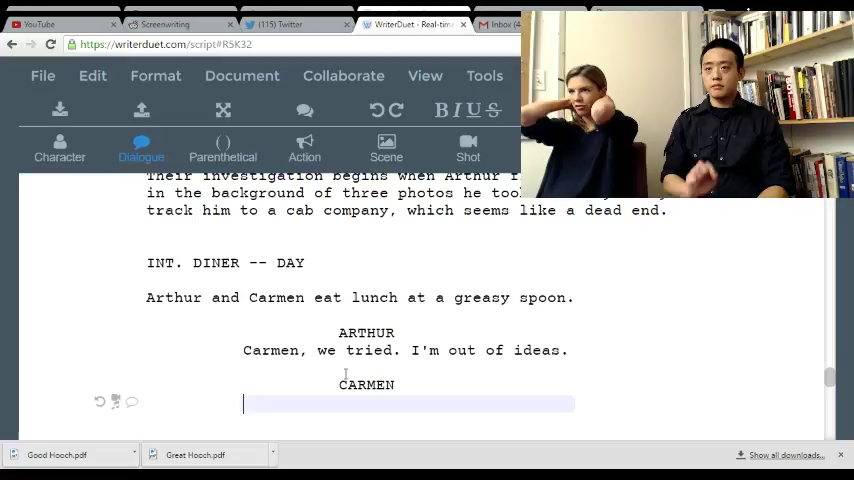 YouTube
Screenwriting
(115) Twitter
WriterDuet - Real-time
Inbox (4
https://writerduet.com/script#R5K32
File Edit Format Document Collaborate View Tools
B I U S
Character Dialogue Parenthetical Action Scene Shot
Their investigation begins when Arthur
in the background of three photos he took
track him to a cab company, which seems like a dead end.
INT. DINER -- DAY
Arthur and Carmen eat lunch at a greasy spoon.
ARTHUR
Carmen, we tried. I'm out of ideas.
CARMEN
Good Hooch.pdf
Great Hooch.pdf
Show all downloads...